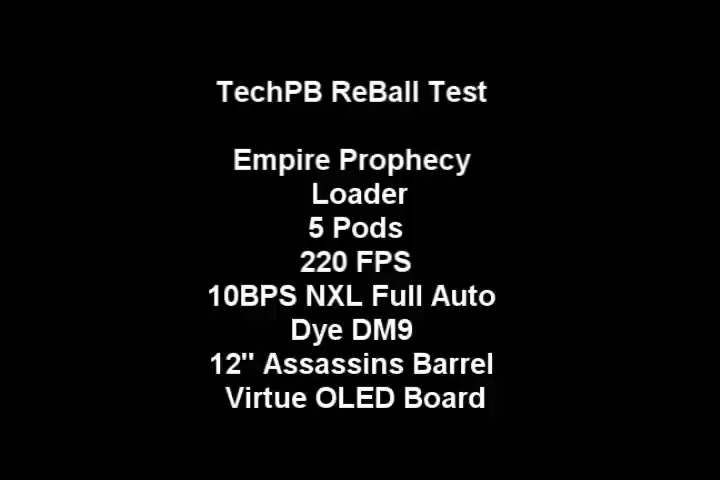 TechPB ReBall Test
Empire Prophecy
Loader
5 Pods
220 FPS
10BPS NXL Full Auto
Dye DM9
12" Assassins Barrel
Virtue OLED Board